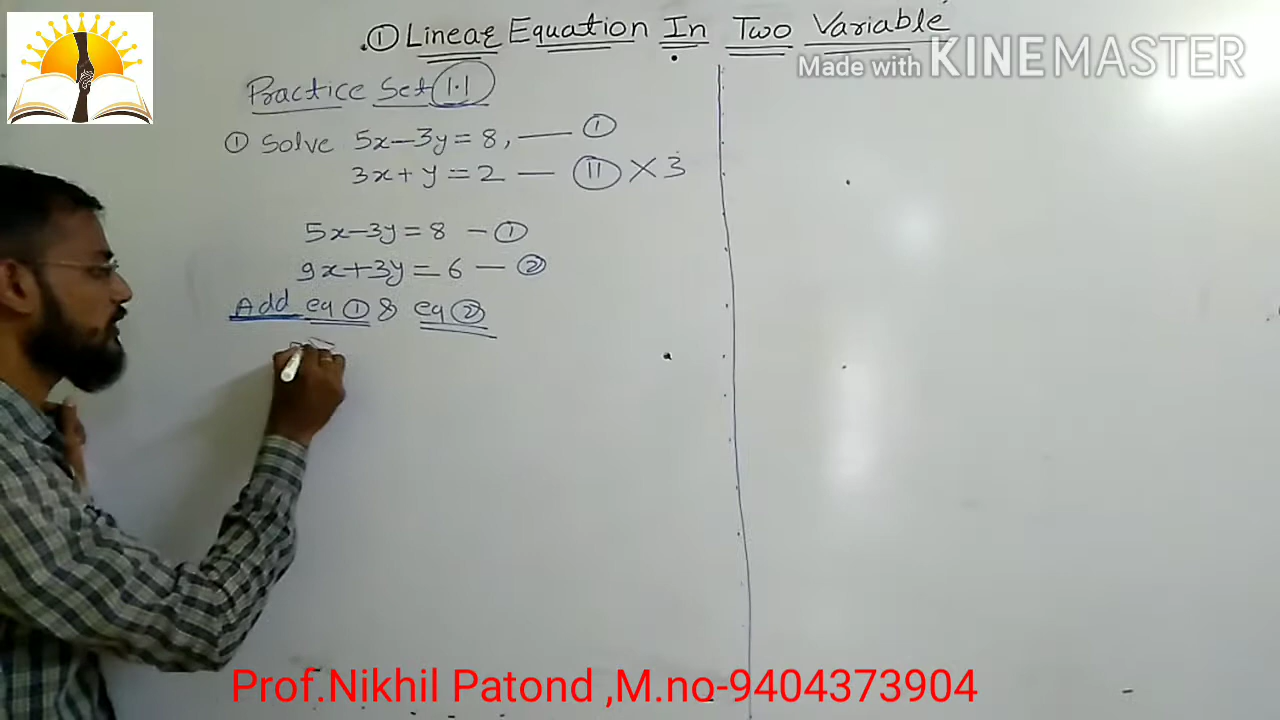 ① Linear Equation In Two Variable
Made with KINEMASTER
Practice Set 1.1
① Solve 5x-3y=8, — ①
3x+y=2 — ⑪ ×3
5x-3y=8 - ①
9x+3y=6 — ②
Add eq ① & eq ②
Prof.Nikhil Patond ,M.no-9404373904